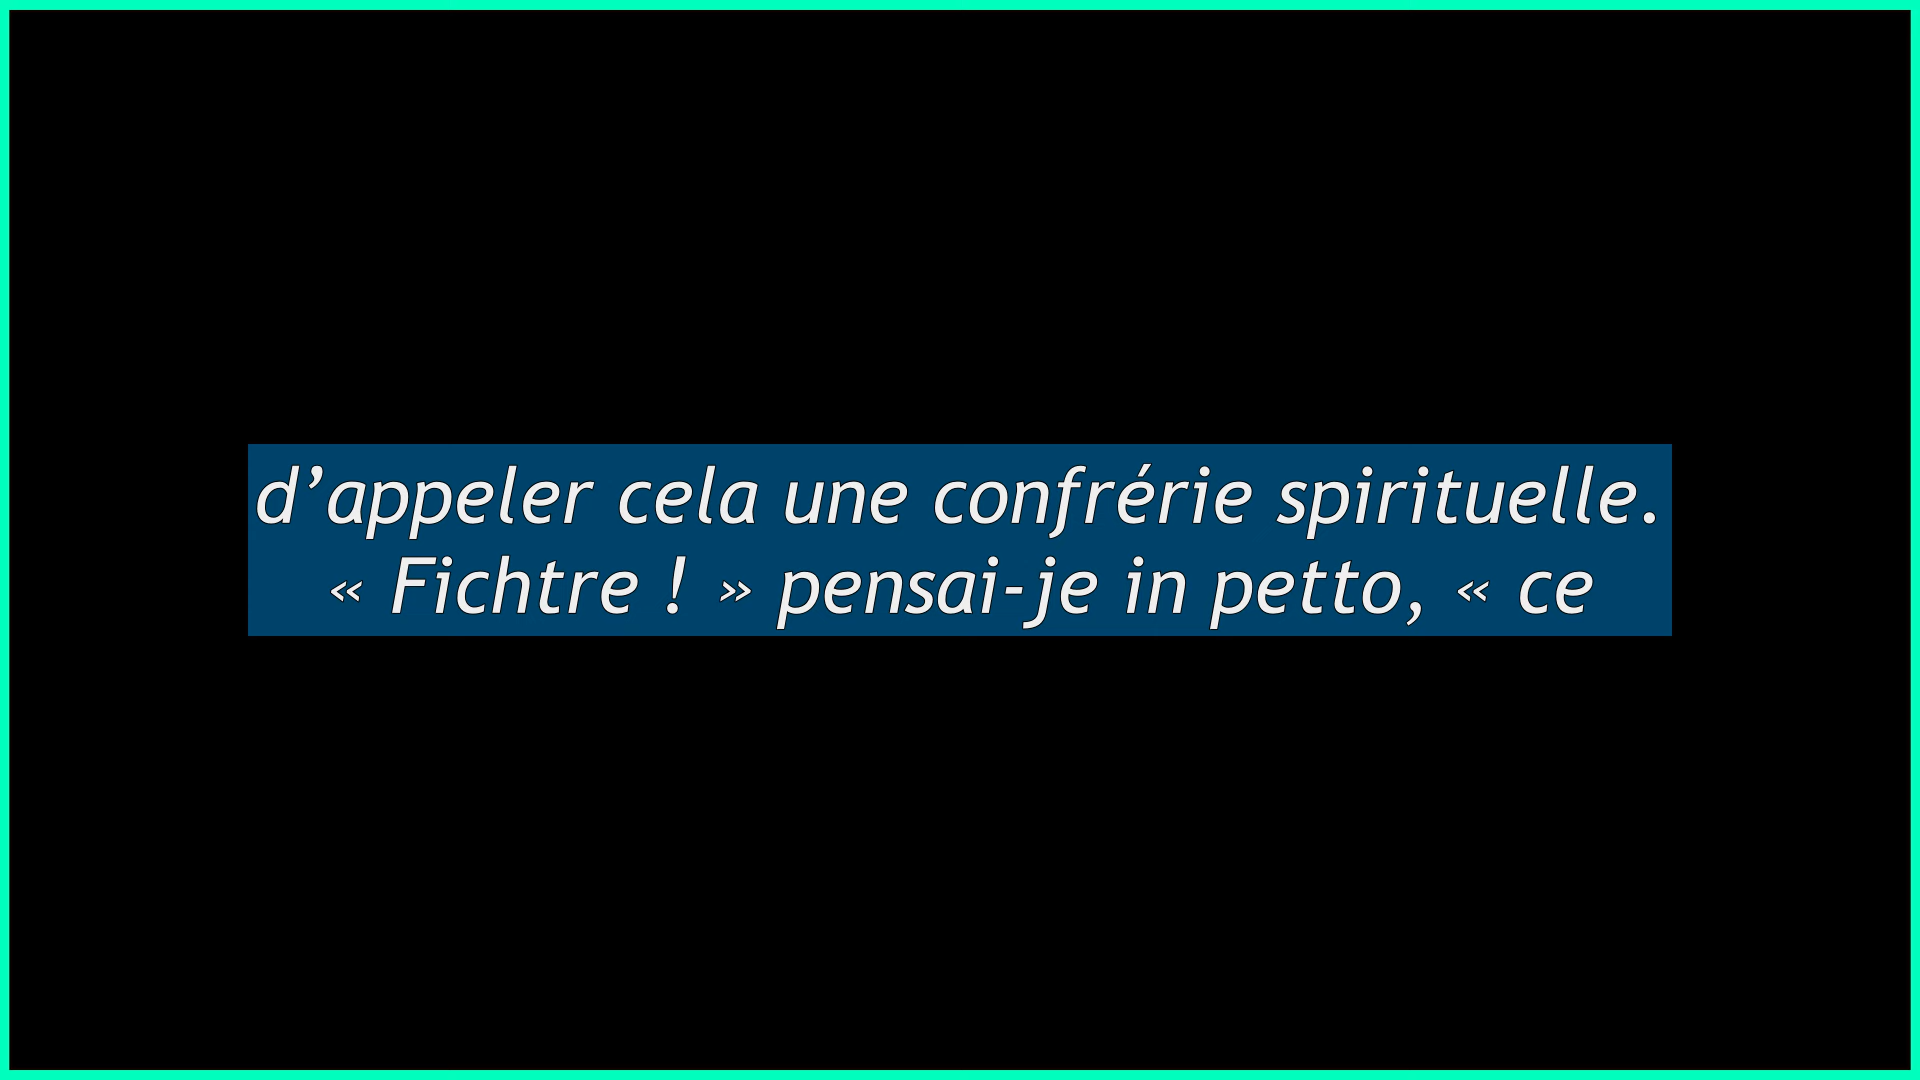 d’appeler cela une confrérie spirituelle.
« Fichtre ! » pensai-je in petto, « ce